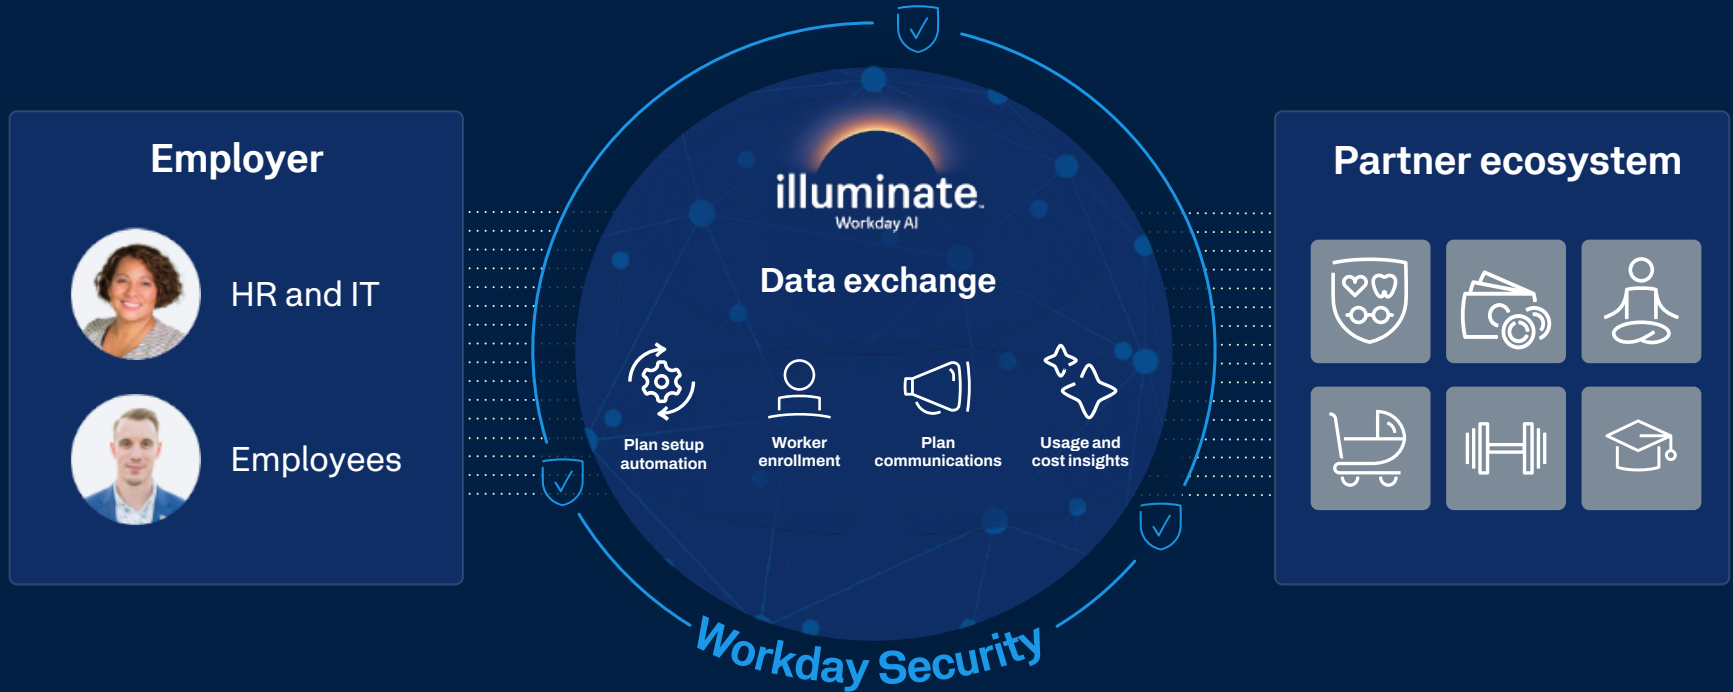 Employer
HR and IT
Employees
illuminate™
Workday AI
Data exchange
Plan setup
automation
Worker
enrollment
Plan
communications
Usage and
cost insights
Workday Security
Partner ecosystem